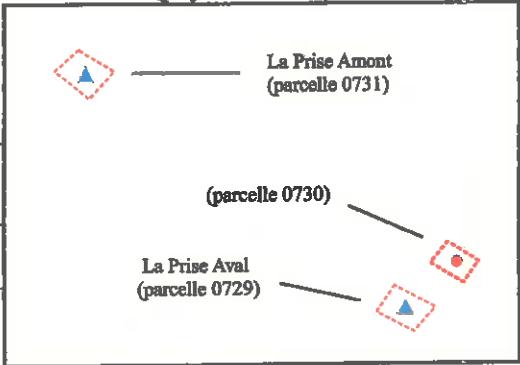 La Prise Amont
(parcelle 0731)
(parcelle 0730)
La Prise Aval
(parcelle 0729)